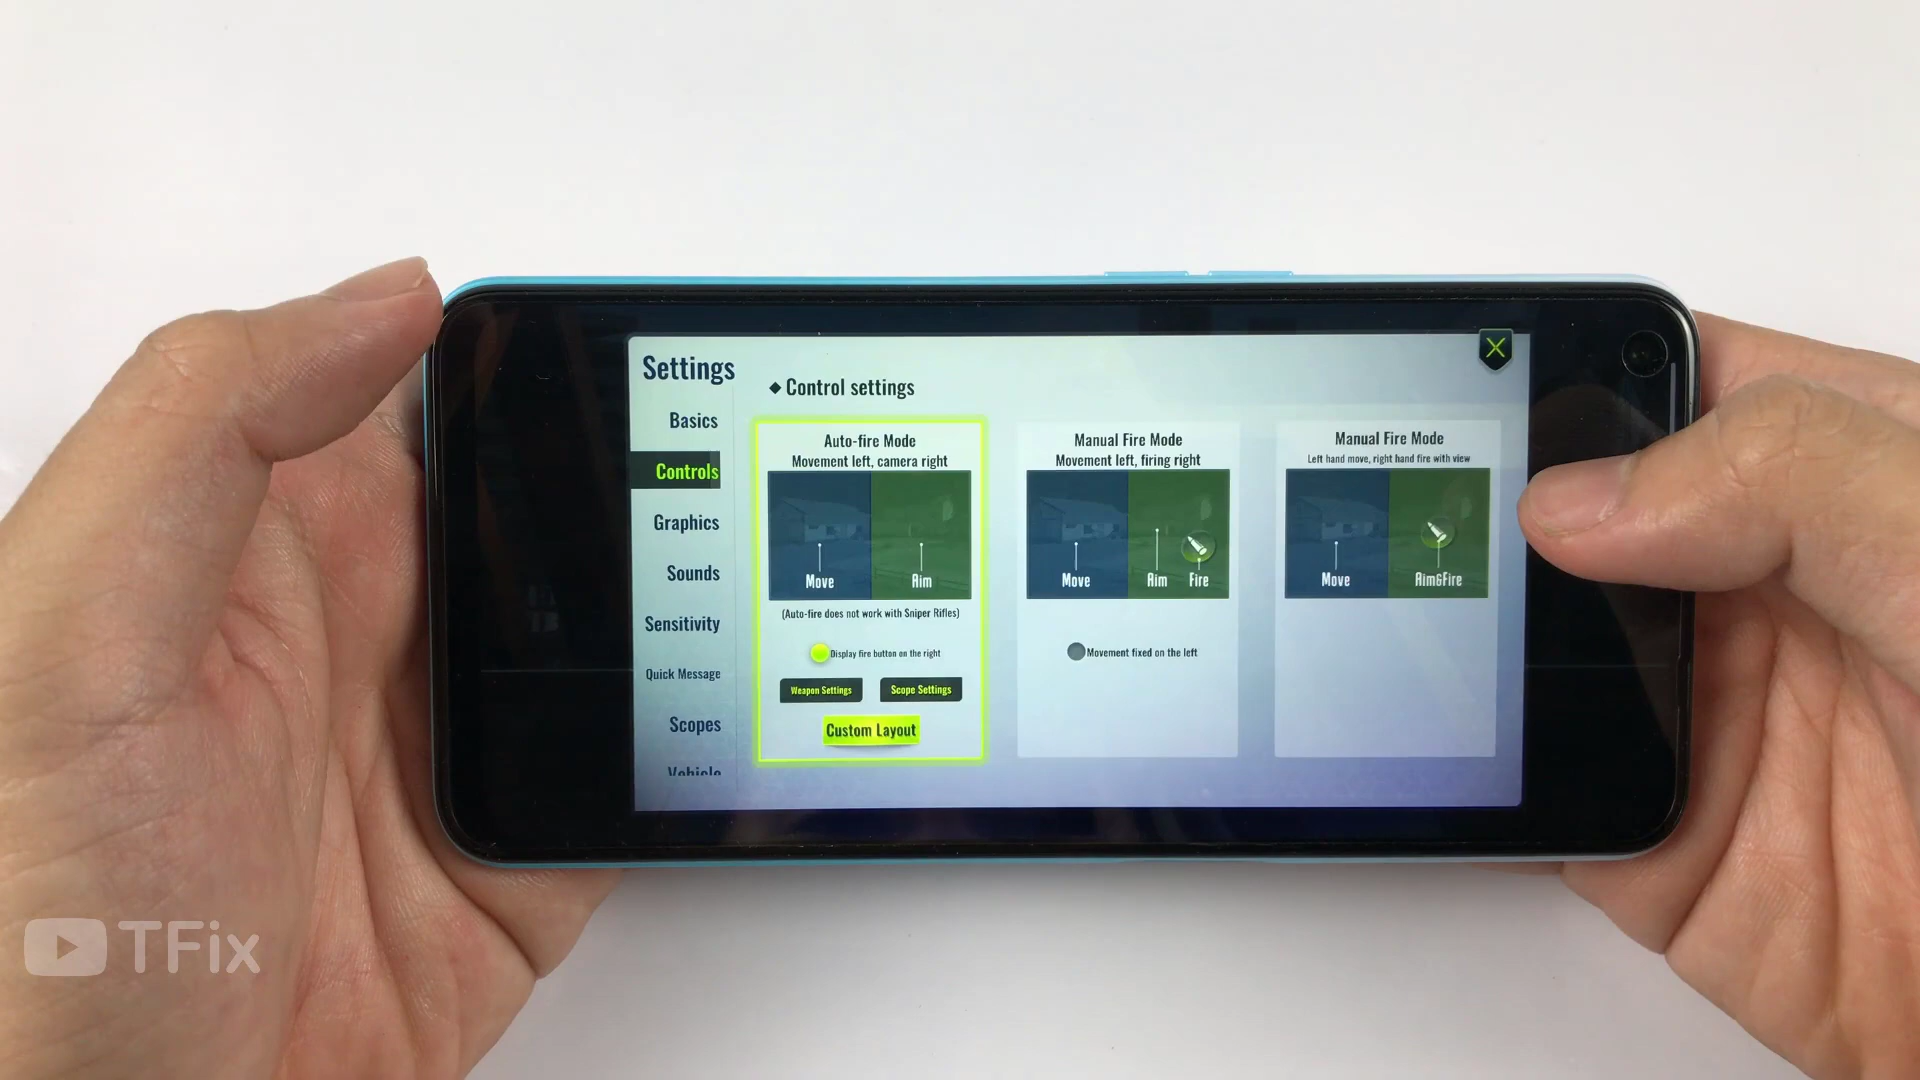 Settings
Basics
Controls
Graphics
Sounds
Sensitivity
Quick Message
Scopes
Vehicle
Control settings
Auto-fire Mode
Movement left, camera right
Move
Aim
(Auto-fire does not work with Sniper Rifles)
Display fire button on the right
Weapon Settings
Scope Settings
Custom Layout
Manual Fire Mode
Movement left, firing right
Move
Aim
Fire
Movement fixed on the left
Manual Fire Mode
Left hand move, right hand fire with view
Move
Aim&Fire
TFix